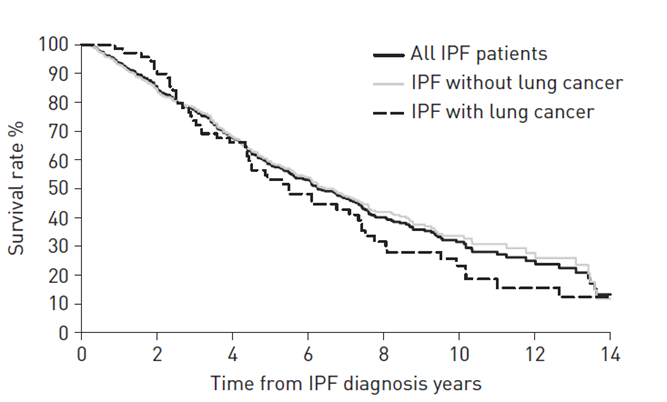 100
90
80
70
60
50
40
30
20
10
0
Survival rate %
All IPF patients
IPF without lung cancer
IPF with lung cancer
0 2 4 6 8 10 12 14
Time from IPF diagnosis years